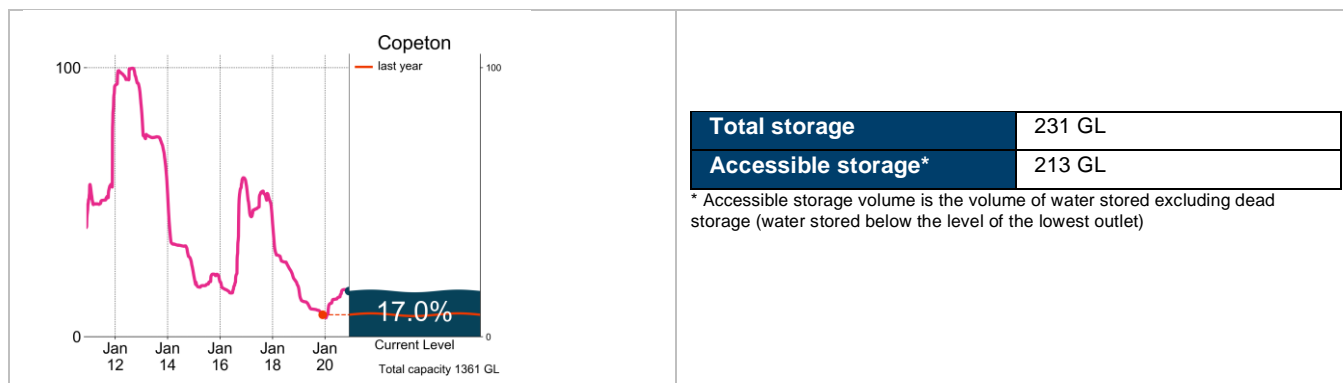 Copeton
last year
100
100
17.0%
0
0
Jan Jan Jan Jan Jan
12 14 16 18 20
Current Level
Total capacity 1361 GL
Total storage 231 GL
Accessible storage* 213 GL
* Accessible storage volume is the volume of water stored excluding dead
storage (water stored below the level of the lowest outlet)